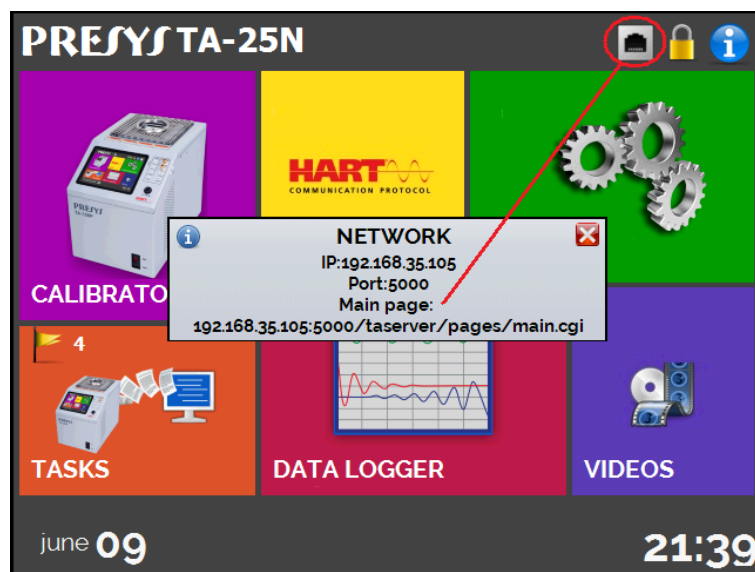 PRESYS TA-25N
HART
COMMUNICATION PROTOCOL
PRESYS
NETWORK
IP:192.168.35.105
Port:5000
Main page:
192.168.35.105:5000/taserver/pages/main.cgi
CALIBRATO
4
TASKS
DATA LOGGER
VIDEOS
june 09
21:39